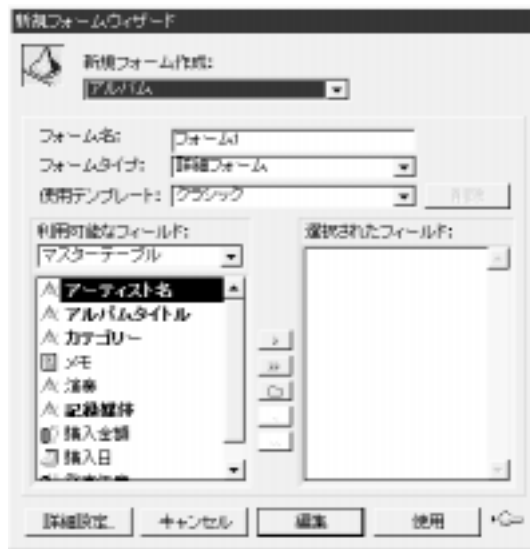 新規フォームウィザード
新規フォーム作成:
アルバム
フォーム名:
フォーム1
フォームタイプ:
詳細フォーム
使用テンプレート:
クラシック
削除
利用可能なフィールド:
マスターテーブル
アーティスト名
アルバムタイトル
カテゴリー
メモ
演奏
記録媒体
購入金額
購入日
選択されたフィールド:
>
>>
詳細設定...
キャンセル
編集
使用